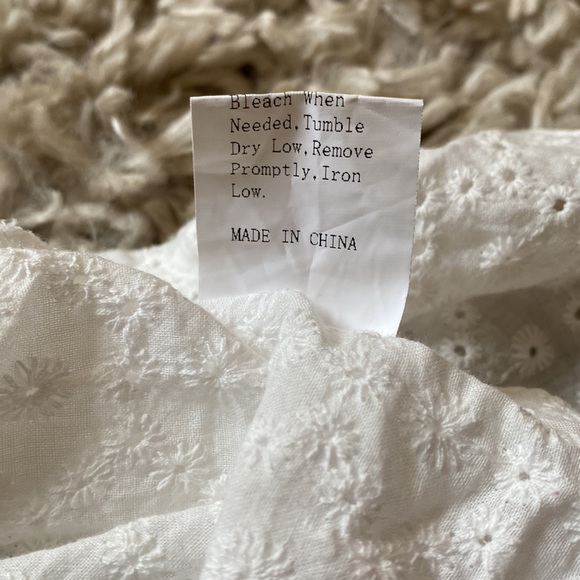 Bleach When
Needed,Tumble
Dry Low,Remove
Promptly,Iron
Low.
MADE IN CHINA